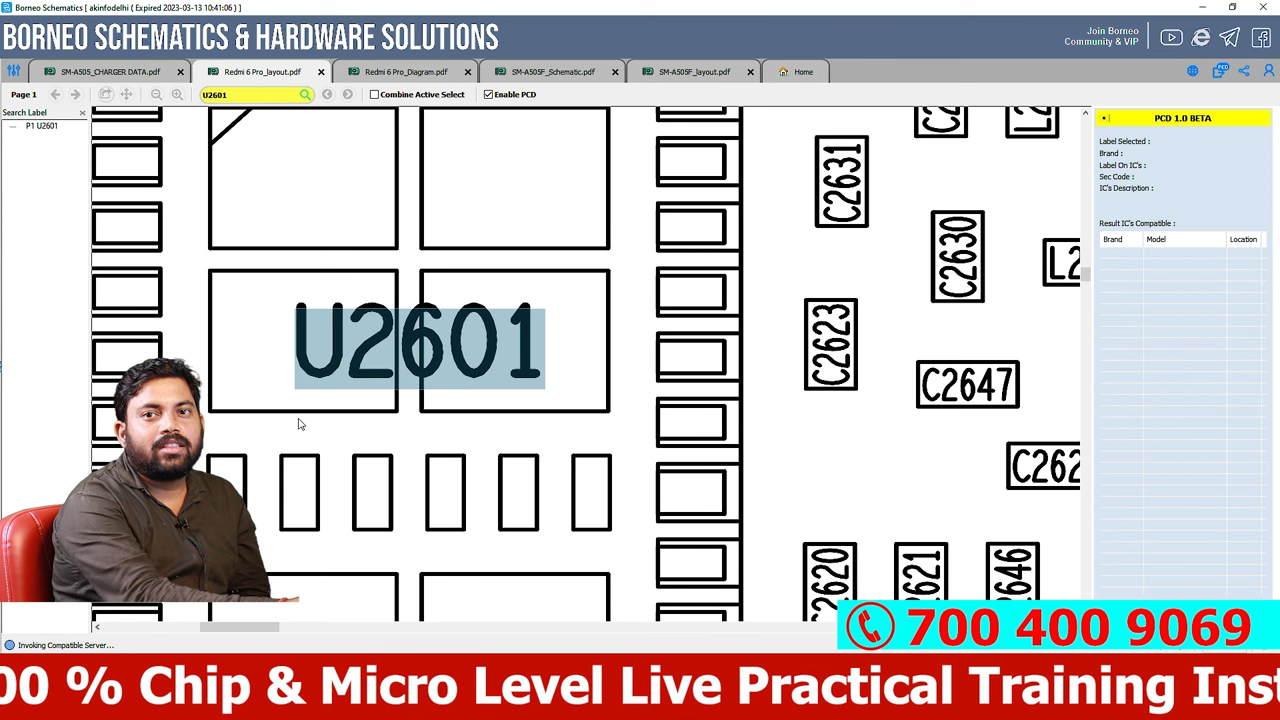 Borneo Schematics [ akinfodelhi ( Expired 2023-03-13 10:41:06 ) ]
BORNEO SCHEMATICS & HARDWARE SOLUTIONS
Join Borneo
Community & VIP
SM-A505_CHARGER DATA.pdf
Redmi 6 Pro_layout.pdf
Redmi 6 Pro_Diagram.pdf
SM-A505F_Schematic.pdf
SM-A505F_layout.pdf
Home
Page 1
U2601
Combine Active Select
Enable PCD
Search Label
P1 U2601
PCD 1.0 BETA
Label Selected :
Brand :
Label On IC's :
Sec Code :
IC's Description :
Result IC's Compatible :
Brand Model Location
C2631
C2630
U2601
C2623
C2647
Invoking Compatible Server...
700 400 9069
00 % Chip & Micro Level Live Practical Training Inst